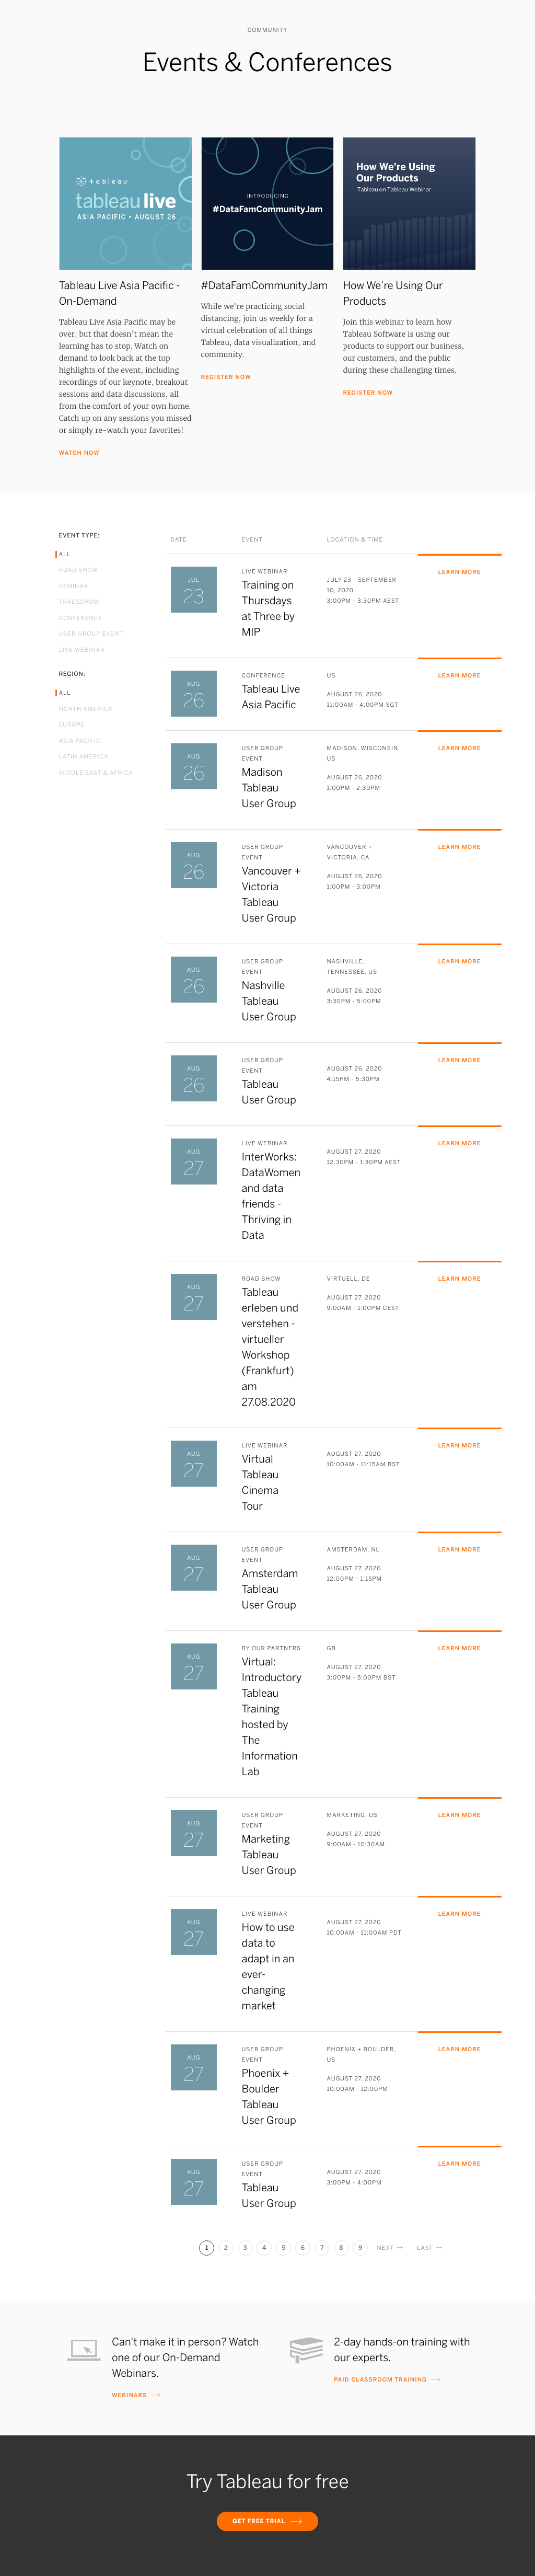 COMMUNITY
Events & Conferences
tableau
tableau live
ASIA PACIFIC • AUGUST 26
INTRODUCING
#DataFamCommunityJam
How We're Using
Our Products
Tableau on Tableau Webinar
Tableau Live Asia Pacific -
On-Demand
Tableau Live Asia Pacific may be
over, but that doesn't mean the
learning has to stop. Watch on
demand to look back at the top
highlights of the event, including
recordings of our keynote, breakout
sessions and data discussions, all
from the comfort of your own home.
Catch up on any sessions you missed
or simply re-watch your favorites!
WATCH NOW
#DataFamCommunityJam
While we're practicing social
distancing, join us weekly for a
virtual celebration of all things
Tableau, data visualization, and
community.
REGISTER NOW
How We're Using Our
Products
Join this webinar to learn how
Tableau Software is using our
products to support our business,
our customers, and the public
during these challenging times.
REGISTER NOW
EVENT TYPE:
ALL
ROAD SHOW
SEMINAR
TRADESHOW
CONFERENCE
USER GROUP EVENT
LIVE WEBINAR
REGION:
ALL
NORTH AMERICA
EUROPE
ASIA PACIFIC
LATIN AMERICA
MIDDLE EAST & AFRICA
DATE EVENT LOCATION & TIME
JUL
23
LIVE WEBINAR
Training on
Thursdays
at Three by
MIP
JULY 23 - SEPTEMBER
10, 2020
3:00PM - 3:30PM AEST
LEARN MORE
AUG
26
CONFERENCE
Tableau Live
Asia Pacific
US
AUGUST 26, 2020
11:00AM - 4:00PM SGT
LEARN MORE
AUG
26
USER GROUP
EVENT
Madison
Tableau
User Group
MADISON, WISCONSIN,
US
AUGUST 26, 2020
1:00PM - 2:30PM
LEARN MORE
AUG
26
USER GROUP
EVENT
Vancouver +
Victoria
Tableau
User Group
VANCOUVER +
VICTORIA, CA
AUGUST 26, 2020
1:00PM - 3:00PM
LEARN MORE
AUG
26
USER GROUP
EVENT
Nashville
Tableau
User Group
NASHVILLE,
TENNESSEE, US
AUGUST 26, 2020
3:30PM - 5:00PM
LEARN MORE
AUG
26
USER GROUP
EVENT
Tableau
User Group
AUGUST 26, 2020
4:15PM - 5:30PM
LEARN MORE
AUG
27
LIVE WEBINAR
InterWorks:
DataWomen
and data
friends -
Thriving in
Data
AUGUST 27, 2020
12:30PM - 1:30PM AEST
LEARN MORE
AUG
27
ROAD SHOW
Tableau
erleben und
verstehen -
virtueller
Workshop
(Frankfurt)
am
27.08.2020
VIRTUELL, DE
AUGUST 27, 2020
9:00AM - 1:00PM CEST
LEARN MORE
AUG
27
LIVE WEBINAR
Virtual
Tableau
Cinema
Tour
AUGUST 27, 2020
10:00AM - 11:15AM BST
LEARN MORE
AUG
27
USER GROUP
EVENT
Amsterdam
Tableau
User Group
AMSTERDAM, NL
AUGUST 27, 2020
12:00PM - 1:15PM
LEARN MORE
AUG
27
BY OUR PARTNERS
Virtual:
Introductory
Tableau
Training
hosted by
The
Information
Lab
GB
AUGUST 27, 2020
3:00PM - 5:00PM BST
LEARN MORE
AUG
27
USER GROUP
EVENT
Marketing
Tableau
User Group
MARKETING, US
AUGUST 27, 2020
9:00AM - 10:30AM
LEARN MORE
AUG
27
LIVE WEBINAR
How to use
data to
adapt in an
ever-
changing
market
AUGUST 27, 2020
10:00AM - 11:00AM PDT
LEARN MORE
AUG
27
USER GROUP
EVENT
Phoenix +
Boulder
Tableau
User Group
PHOENIX + BOULDER,
US
AUGUST 27, 2020
10:00AM - 12:00PM
LEARN MORE
AUG
27
USER GROUP
EVENT
Tableau
User Group
AUGUST 27, 2020
3:00PM - 4:00PM
LEARN MORE
1 2 3 4 5 6 7 8 9 NEXT → LAST →
Can't make it in person? Watch
one of our On-Demand
Webinars.
WEBINARS →
2-day hands-on training with
our experts.
PAID CLASSROOM TRAINING →
Try Tableau for free
GET FREE TRIAL →